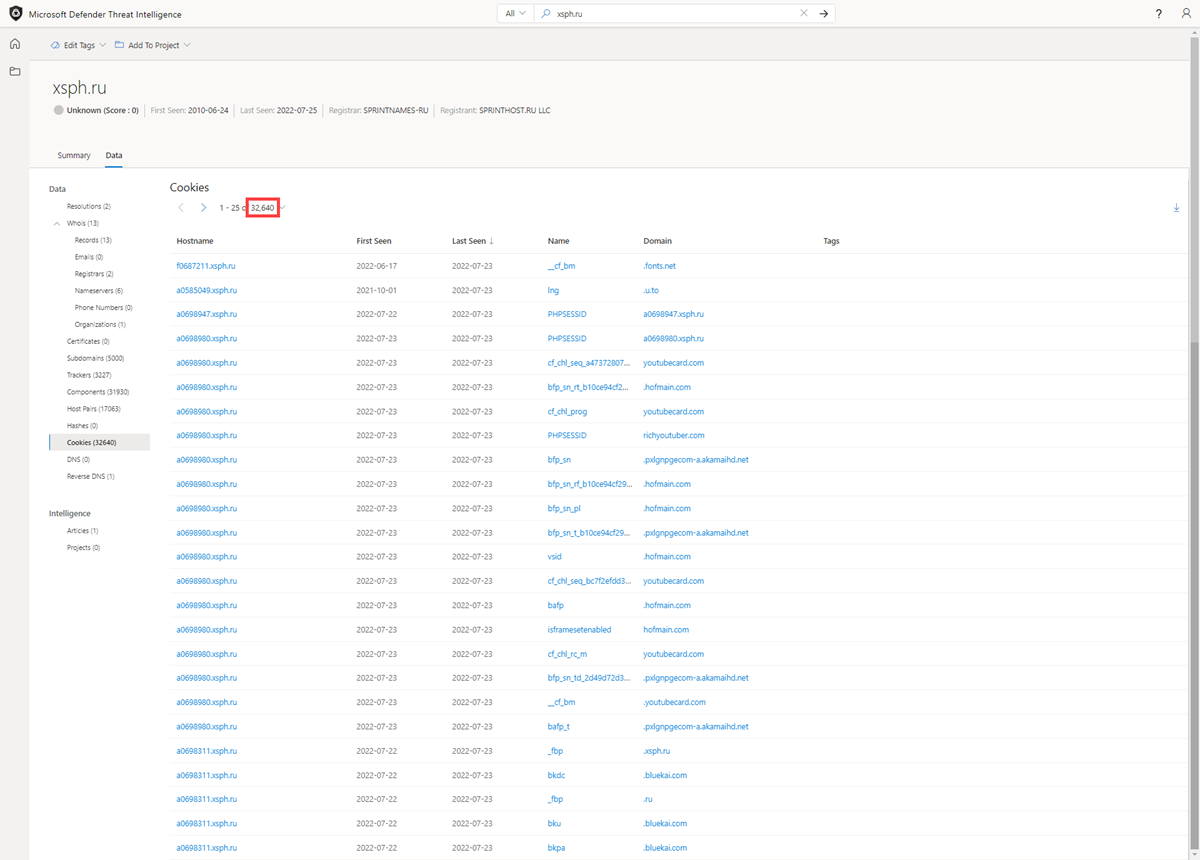 Microsoft Defender Threat Intelligence
All
xsph.ru
?
Edit Tags
Add To Project
xsph.ru
Unknown (Score : 0) First Seen: 2010-06-24 Last Seen: 2022-07-25 Registrar: SPRINTNAMES-RU Registrant: SPRINTHOST.RU LLC
Summary Data
Data
Resolutions (2)
Whois (13)
Records (13)
Emails (0)
Registrars (2)
Nameservers (6)
Phone Numbers (0)
Organizations (1)
Certificates (0)
Subdomains (5000)
Trackers (3227)
Components (31930)
Host Pairs (17063)
Hashes (0)
Cookies (32640)
DNS (0)
Reverse DNS (1)
Intelligence
Articles (1)
Projects (0)
Cookies
1 - 25 o 32,640
Hostname First Seen Last Seen ↓ Name Domain Tags
f0687211.xsph.ru 2022-06-17 2022-07-23 __cf_bm .fonts.net
a0585049.xsph.ru 2021-10-01 2022-07-23 lng .u.to
a0698947.xsph.ru 2022-07-22 2022-07-23 PHPSESSID a0698947.xsph.ru
a0698980.xsph.ru 2022-07-23 2022-07-23 PHPSESSID a0698980.xsph.ru
a0698980.xsph.ru 2022-07-23 2022-07-23 cf_chl_seq_a47372807... youtubecard.com
a0698980.xsph.ru 2022-07-23 2022-07-23 bfp_sn_rt_b10ce94cf2... .hofmain.com
a0698980.xsph.ru 2022-07-23 2022-07-23 cf_chl_prog youtubecard.com
a0698980.xsph.ru 2022-07-23 2022-07-23 PHPSESSID richyoutuber.com
a0698980.xsph.ru 2022-07-23 2022-07-23 bfp_sn .pxlgnpgecom-a.akamaihd.net
a0698980.xsph.ru 2022-07-23 2022-07-23 bfp_sn_rf_b10ce94cf29... .hofmain.com
a0698980.xsph.ru 2022-07-23 2022-07-23 bfp_sn_pl .hofmain.com
a0698980.xsph.ru 2022-07-23 2022-07-23 bfp_sn_t_b10ce94cf29... .pxlgnpgecom-a.akamaihd.net
a0698980.xsph.ru 2022-07-23 2022-07-23 vsid .hofmain.com
a0698980.xsph.ru 2022-07-23 2022-07-23 cf_chl_seq_bc7f2efdd3... youtubecard.com
a0698980.xsph.ru 2022-07-23 2022-07-23 bafp .hofmain.com
a0698980.xsph.ru 2022-07-23 2022-07-23 isframesetenabled hofmain.com
a0698980.xsph.ru 2022-07-23 2022-07-23 cf_chl_rc_m youtubecard.com
a0698980.xsph.ru 2022-07-23 2022-07-23 bfp_sn_td_2d49d72d3... .pxlgnpgecom-a.akamaihd.net
a0698980.xsph.ru 2022-07-23 2022-07-23 __cf_bm .youtubecard.com
a0698980.xsph.ru 2022-07-23 2022-07-23 bafp_t .pxlgnpgecom-a.akamaihd.net
a0698311.xsph.ru 2022-07-22 2022-07-23 _fbp .xsph.ru
a0698311.xsph.ru 2022-07-22 2022-07-23 bkdc .bluekai.com
a0698311.xsph.ru 2022-07-22 2022-07-23 _fbp .ru
a0698311.xsph.ru 2022-07-22 2022-07-23 bku .bluekai.com
a0698311.xsph.ru 2022-07-22 2022-07-23 bkpa .bluekai.com